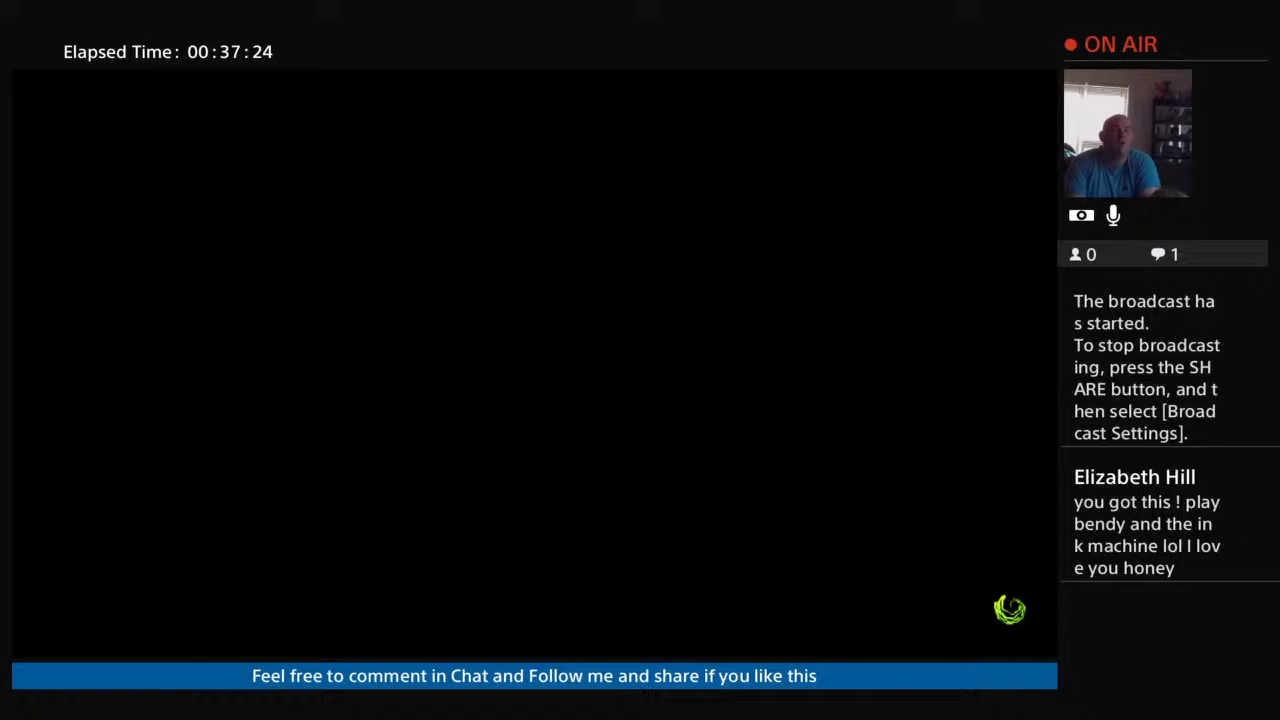 Elapsed Time: 00:37:24
ON AIR
0 1
The broadcast ha
s started.
To stop broadcast
ing, press the SH
ARE button, and t
hen select [Broad
cast Settings].
Elizabeth Hill
you got this ! play
bendy and the in
k machine lol I lov
e you honey
Feel free to comment in Chat and Follow me and share if you like this